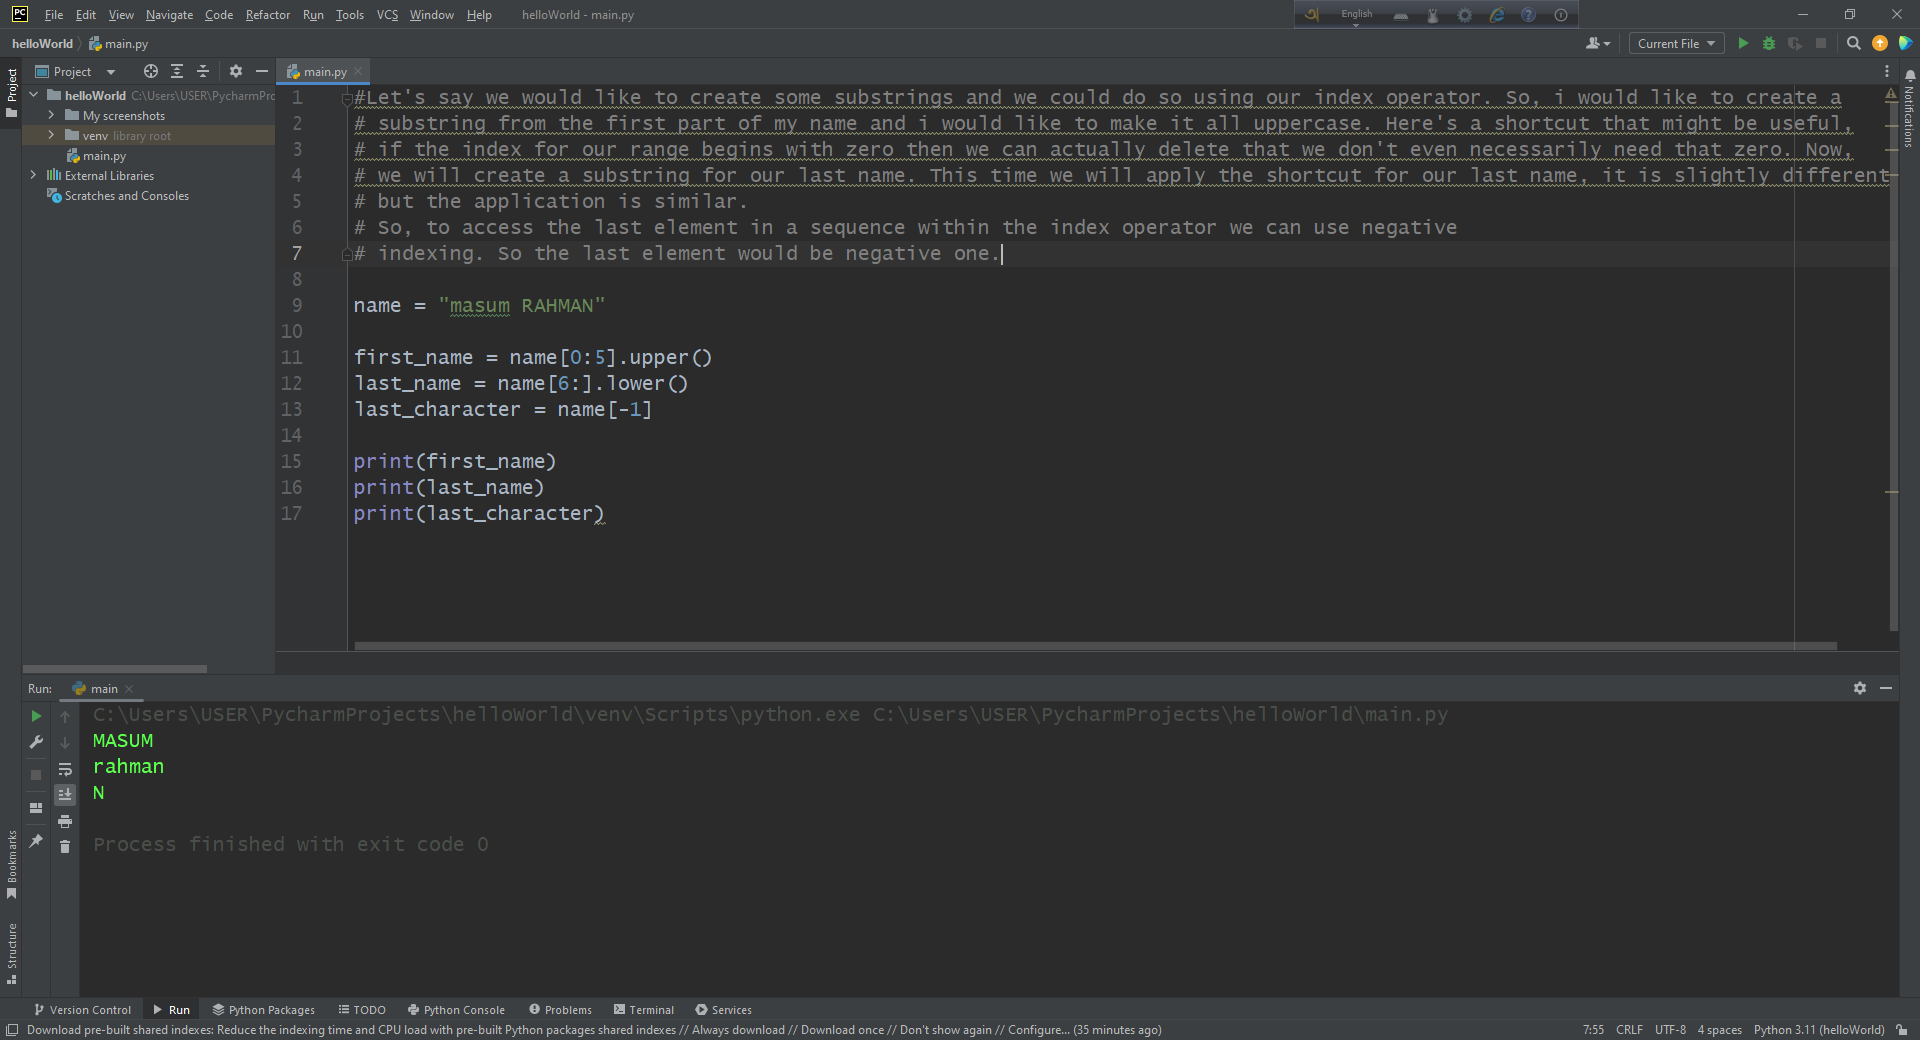 PC File Edit View Navigate Code Refactor Run Tools VCS Window Help helloWorld - main.py English
helloWorld main.py Current File
Project main.py
Project
helloWorld C:\Users\USER\PycharmPro
My screenshots
venv library root
main.py
External Libraries
Scratches and Consoles
1 #Let's say we would like to create some substrings and we could do so using our index operator. So, i would like to create a
2 # substring from the first part of my name and i would like to make it all uppercase. Here's a shortcut that might be useful,
3 # if the index for our range begins with zero then we can actually delete that we don't even necessarily need that zero. Now,
4 # we will create a substring for our last name. This time we will apply the shortcut for our last name, it is slightly different
5 # but the application is similar.
6 # So, to access the last element in a sequence within the index operator we can use negative
7 # indexing. So the last element would be negative one.
8
9 name = "masum RAHMAN"
10
11 first_name = name[0:5].upper()
12 last_name = name[6:].lower()
13 last_character = name[-1]
14
15 print(first_name)
16 print(last_name)
17 print(last_character)
Notifications
Run: main
C:\Users\USER\PycharmProjects\helloWorld\venv\Scripts\python.exe C:\Users\USER\PycharmProjects\helloWorld\main.py
MASUM
rahman
N
Process finished with exit code 0
Bookmarks
Structure
Version Control Run Python Packages TODO Python Console Problems Terminal Services
Download pre-built shared indexes: Reduce the indexing time and CPU load with pre-built Python packages shared indexes // Always download // Download once // Don't show again // Configure... (35 minutes ago) 7:55 CRLF UTF-8 4 spaces Python 3.11 (helloWorld)